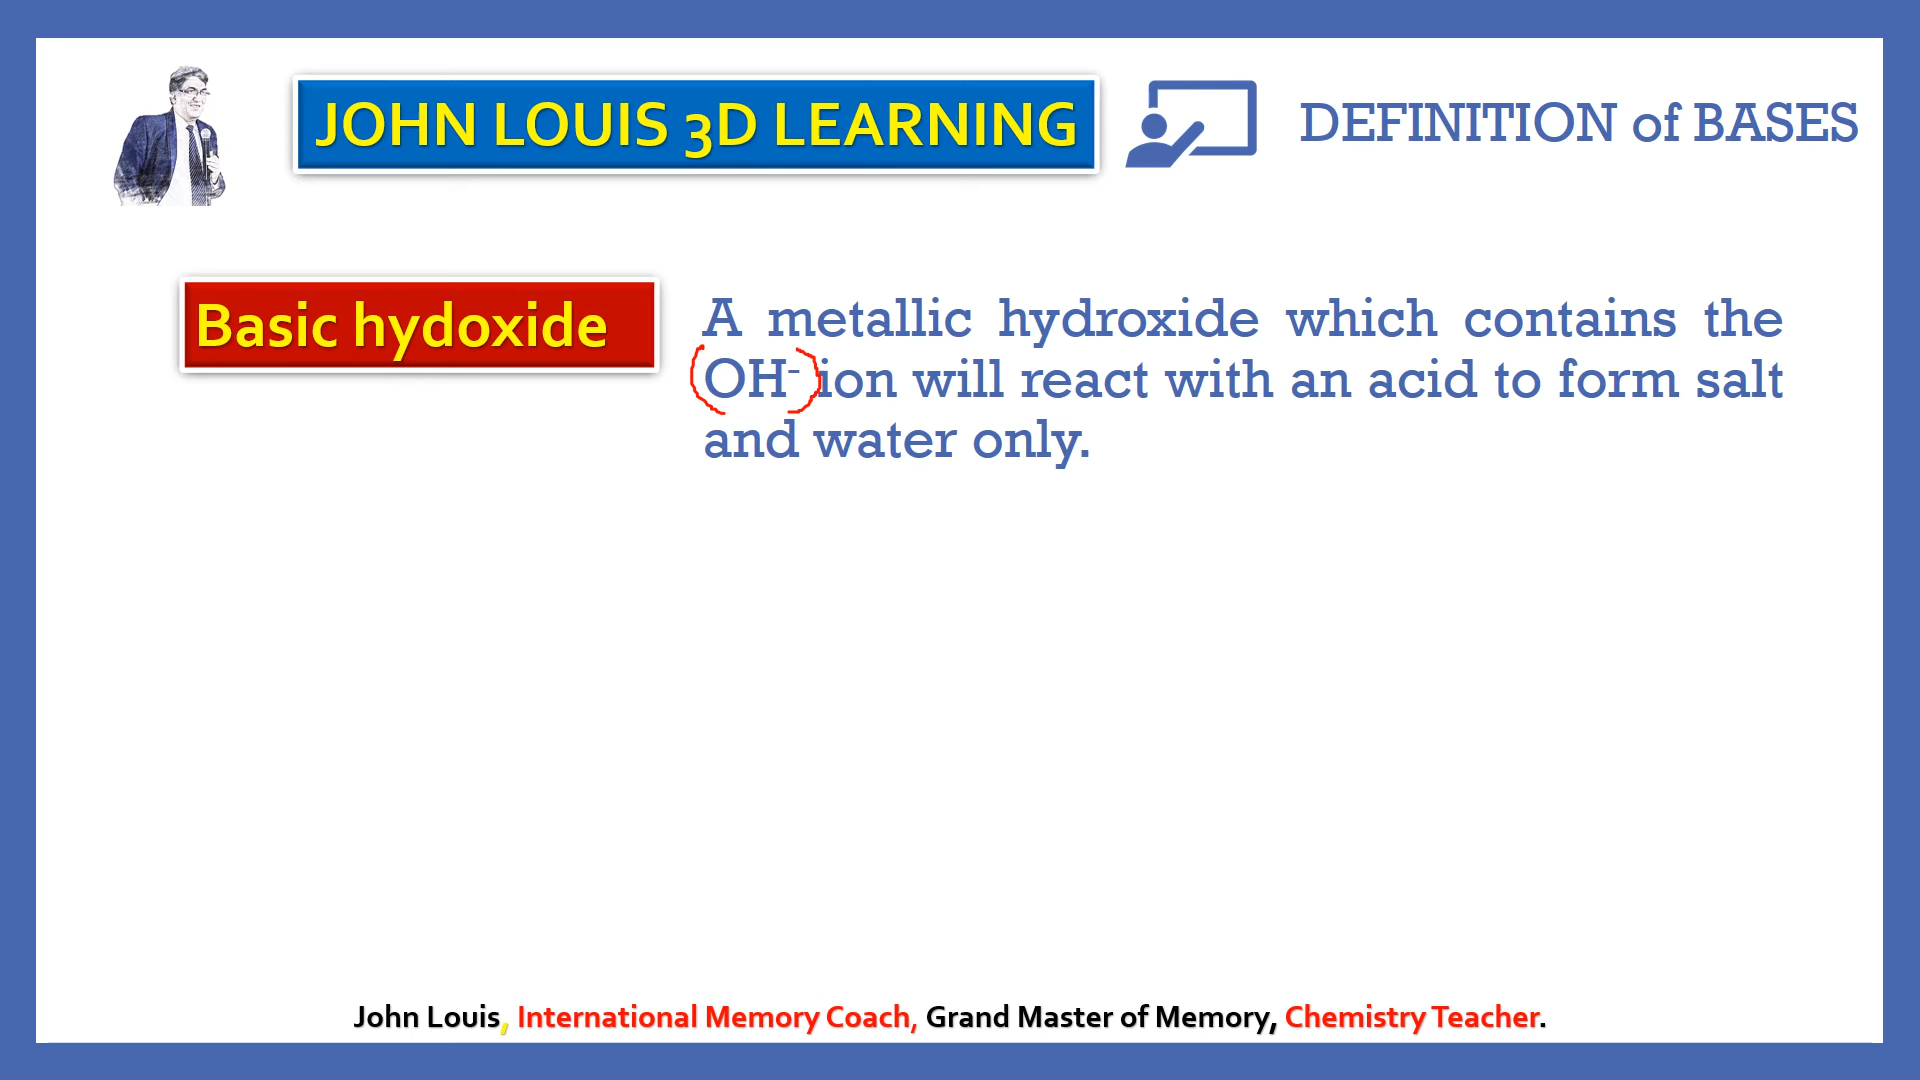 JOHN LOUIS 3D LEARNING
DEFINITION of BASES
Basic hydoxide
A metallic hydroxide which contains the
OH⁻ ion will react with an acid to form salt
and water only.
John Louis, International Memory Coach, Grand Master of Memory, Chemistry Teacher.